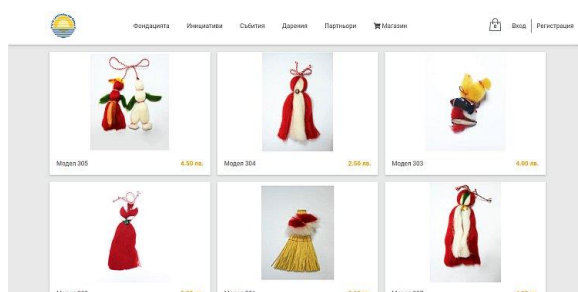 Фондацията Инициативи Събития Дарения Партньори Магазин 0 Вход Регистрация
Модел 305 4.50 лв. Модел 304 2.50 лв. Модел 303 4.00 лв.